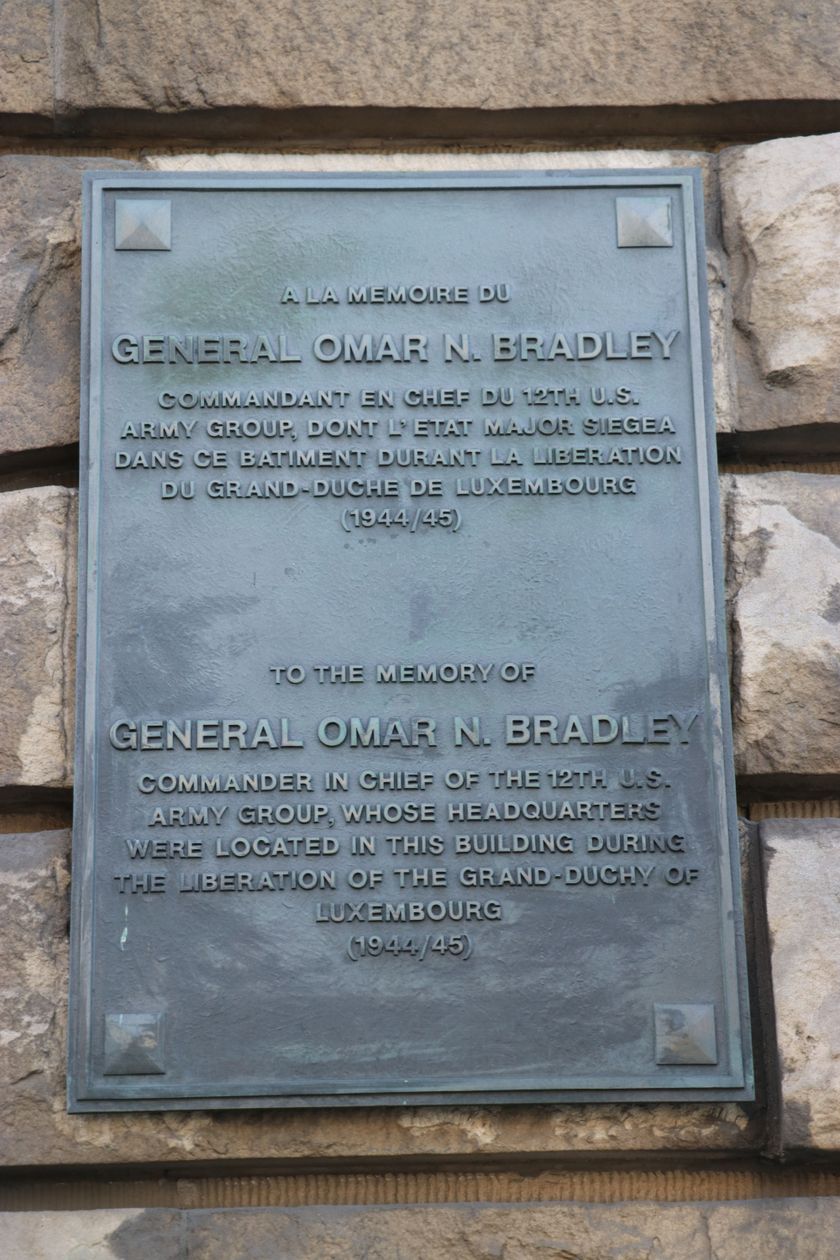 A LA MEMOIRE DU
GENERAL OMAR N. BRADLEY
COMMANDANT EN CHEF DU 12TH U.S.
ARMY GROUP, DONT L'ETAT MAJOR SIEGEA
DANS CE BATIMENT DURANT LA LIBERATION
DU GRAND-DUCHE DE LUXEMBOURG
(1944/45)
TO THE MEMORY OF
GENERAL OMAR N. BRADLEY
COMMANDER IN CHIEF OF THE 12TH U.S.
ARMY GROUP, WHOSE HEADQUARTERS
WERE LOCATED IN THIS BUILDING DURING
THE LIBERATION OF THE GRAND-DUCHY OF
LUXEMBOURG
(1944/45)